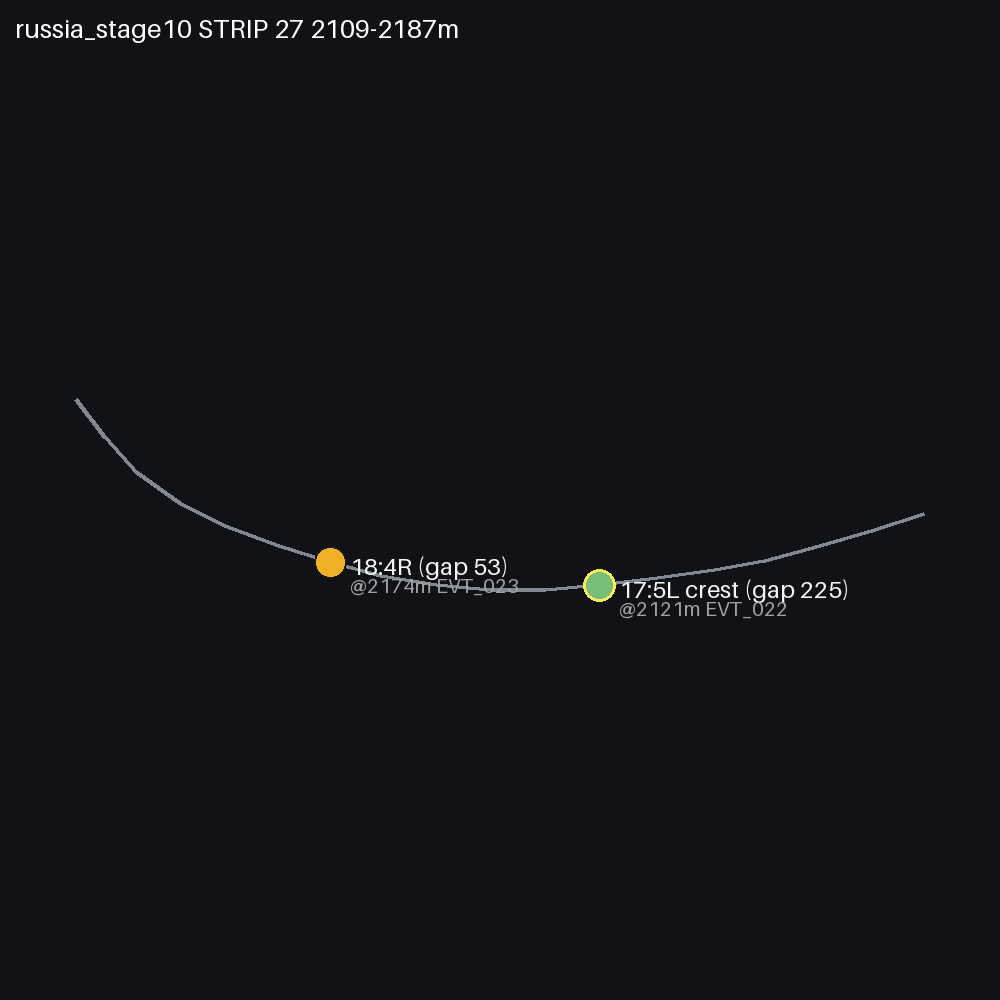 russia_stage10 STRIP 27 2109-2187m
18:4R (gap 53)
@2174m EVT_023
17:5L crest (gap 225)
@2121m EVT_022